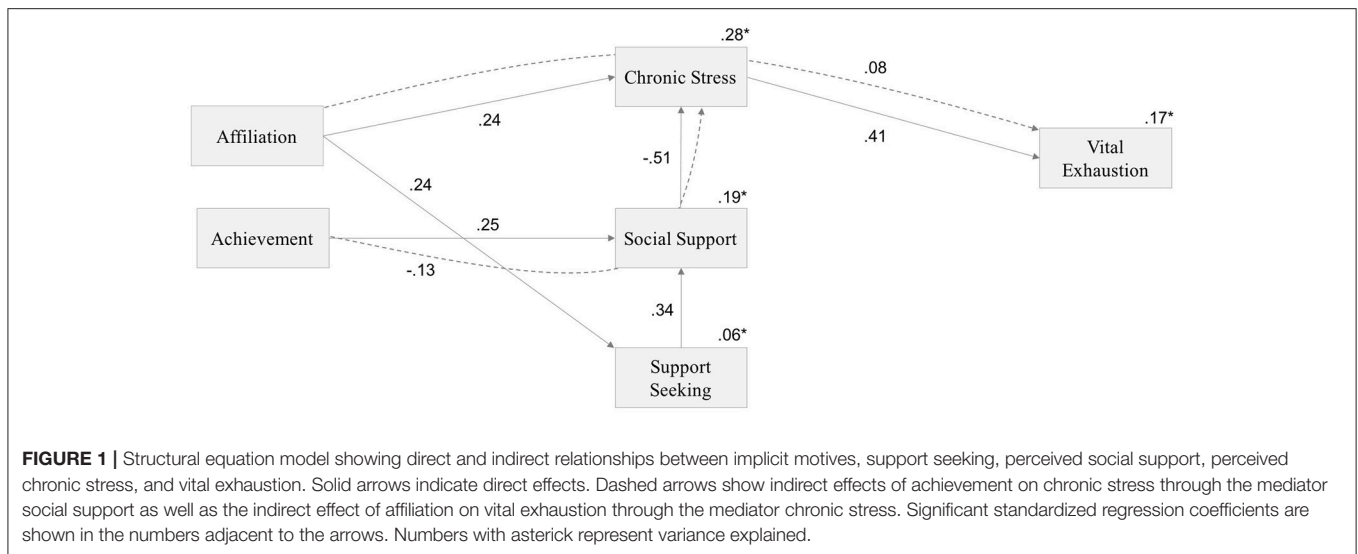 .28*
Chronic Stress
.08
.24
.41
Affiliation
.17*
Vital
Exhaustion
-.51
.24
.19*
Achievement
.25
Social Support
-.13
.34
.06*
Support
Seeking
FIGURE 1 | Structural equation model showing direct and indirect relationships between implicit motives, support seeking, perceived social support, perceived
chronic stress, and vital exhaustion. Solid arrows indicate direct effects. Dashed arrows show indirect effects of achievement on chronic stress through the mediator
social support as well as the indirect effect of affiliation on vital exhaustion through the mediator chronic stress. Significant standardized regression coefficients are
shown in the numbers adjacent to the arrows. Numbers with asterick represent variance explained.